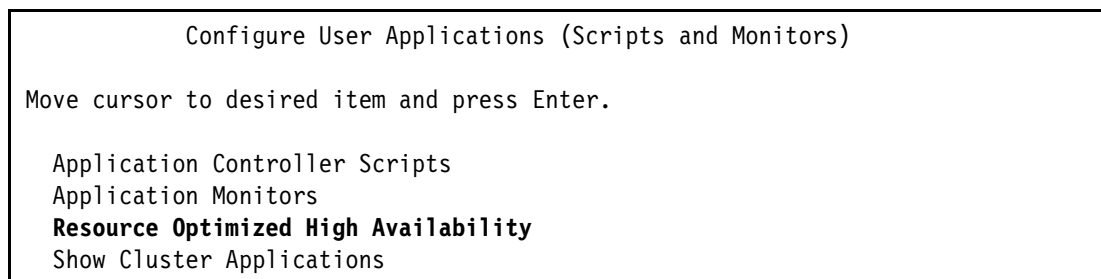 Configure User Applications (Scripts and Monitors)
Move cursor to desired item and press Enter.
Application Controller Scripts
Application Monitors
Resource Optimized High Availability
Show Cluster Applications